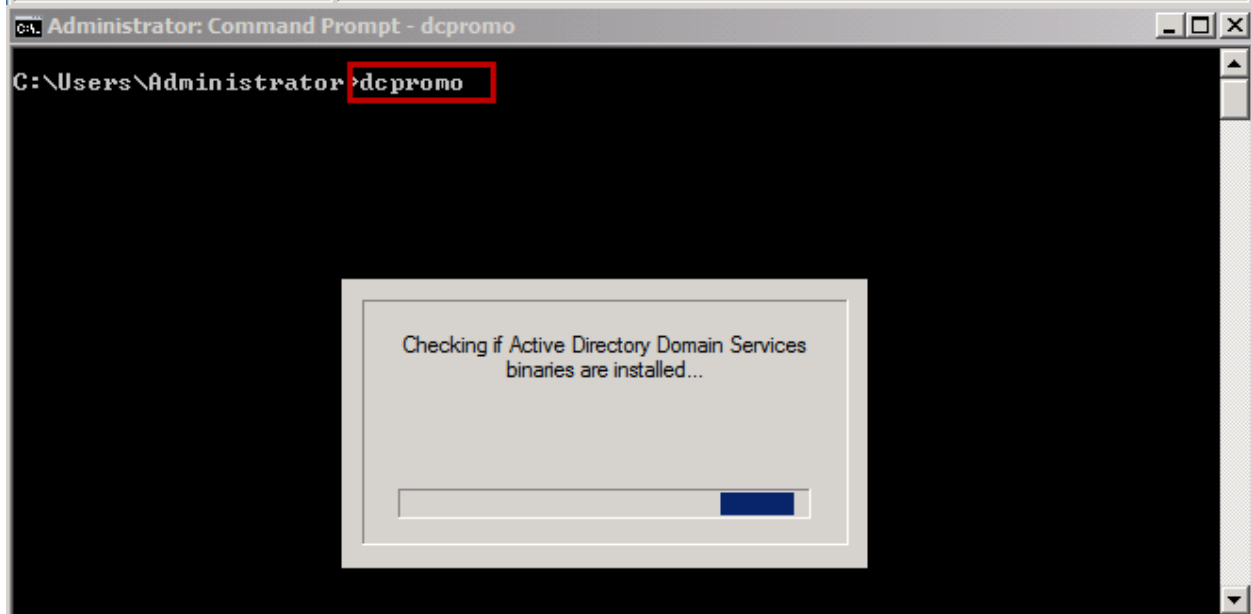 Administrator: Command Prompt - dcpromo
C:\Users\Administrator>dcpromo
Checking if Active Directory Domain Services
binaries are installed...